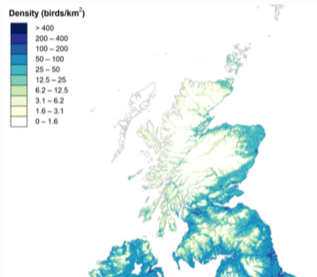 Density (birds/km²)
> 400
200 – 400
100 – 200
50 – 100
25 – 50
12.5 – 25
6.2 – 12.5
3.1 – 6.2
1.6 – 3.1
0 – 1.6